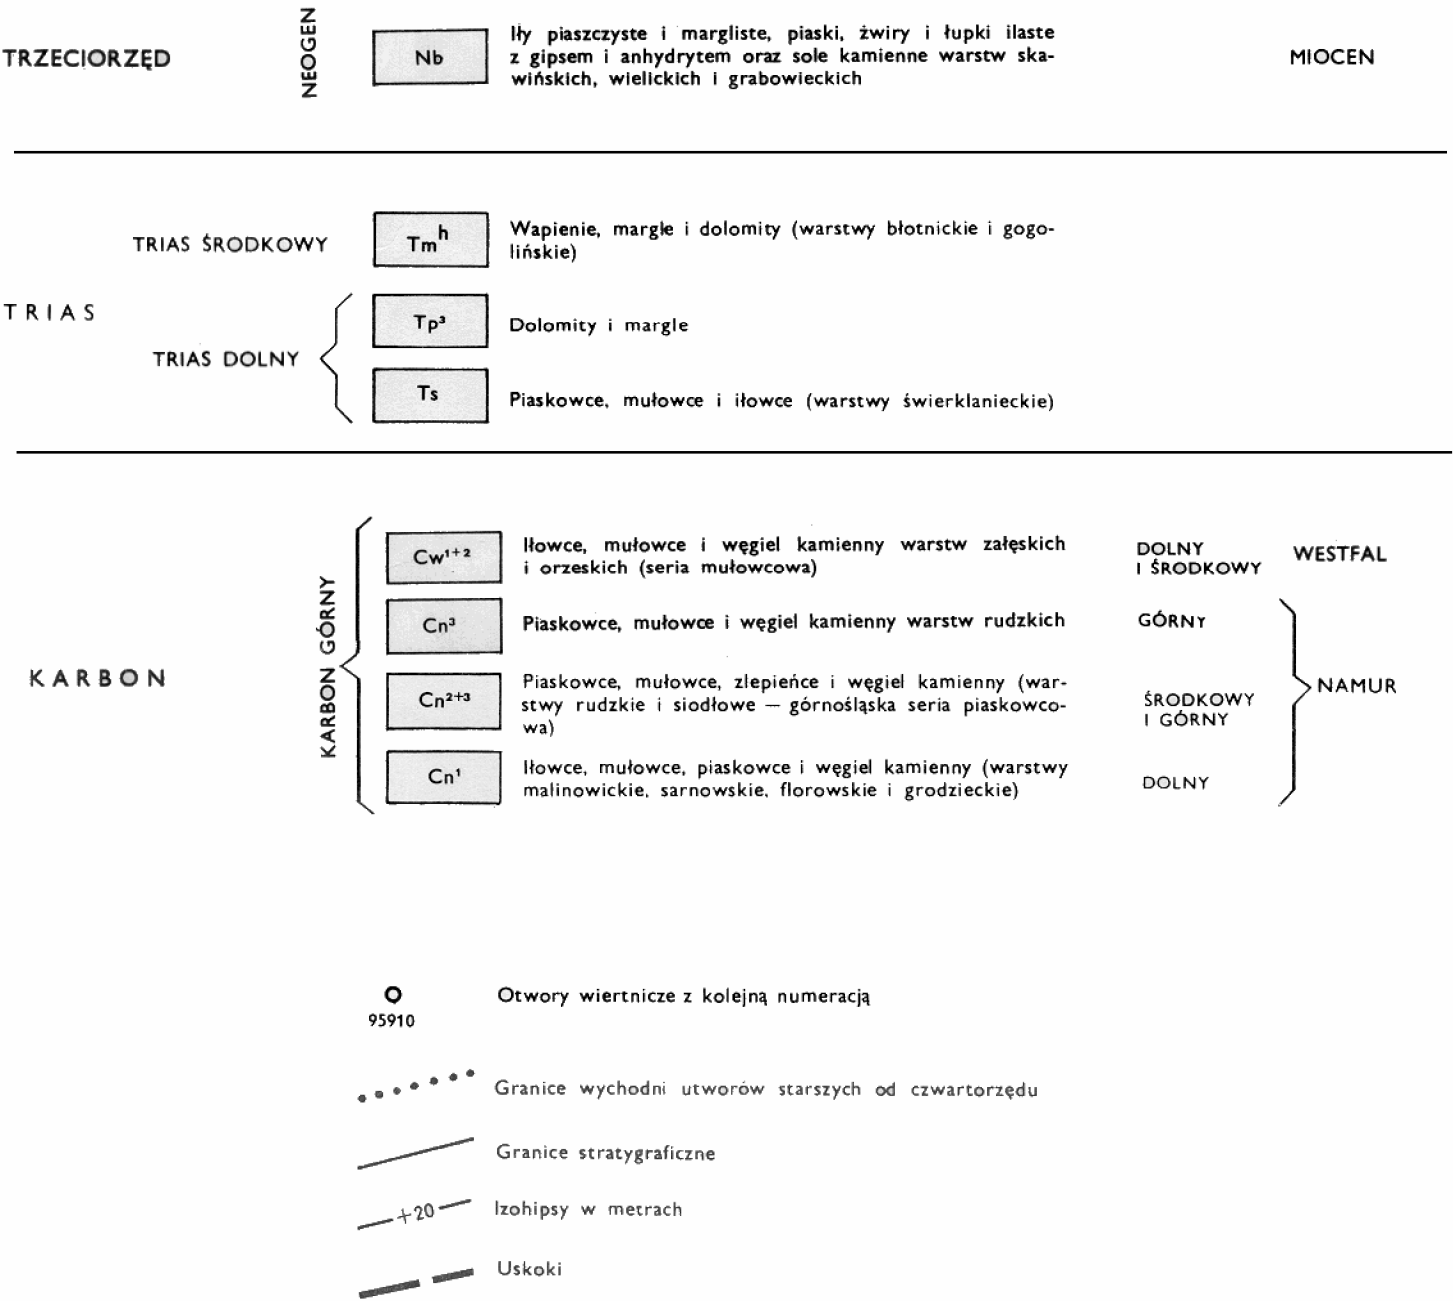 TRZECIORZĘD
NEOGEN
Nb
Iły piaszczyste i margliste, piaski, żwiry i łupki ilaste
z gipsem i anhydrytem oraz sole kamienne warstw ska-
wińskich, wielickich i grabowieckich
MIOCEN
TRIAS
TRIAS ŚRODKOWY
Tmʰ
Wapienie, margle i dolomity (warstwy błotnickie i gogo-
lińskie)
TRIAS DOLNY
Tp³
Dolomity i margle
Ts
Piaskowce, mułowce i iłowce (warstwy świerklanieckie)
KARBON
KARBON GÓRNY
Cw¹⁺²
Iłowce, mułowce i węgiel kamienny warstw załęskich
i orzeskich (seria mułowcowa)
DOLNY
I ŚRODKOWY
WESTFAL
Cn³
Piaskowce, mułowce i węgiel kamienny warstw rudzkich
GÓRNY
Cn²⁺³
Piaskowce, mułowce, zlepieńce i węgiel kamienny (war-
stwy rudzkie i siodłowe — górnośląska seria piaskowco-
wa)
ŚRODKOWY
I GÓRNY
NAMUR
Cn¹
Iłowce, mułowce, piaskowce i węgiel kamienny (warstwy
malinowickie, sarnowskie, florowskie i grodzieckie)
DOLNY
95910
Otwory wiertnicze z kolejną numeracją
Granice wychodni utworów starszych od czwartorzędu
Granice stratygraficzne
+20
Izohipsy w metrach
Uskoki